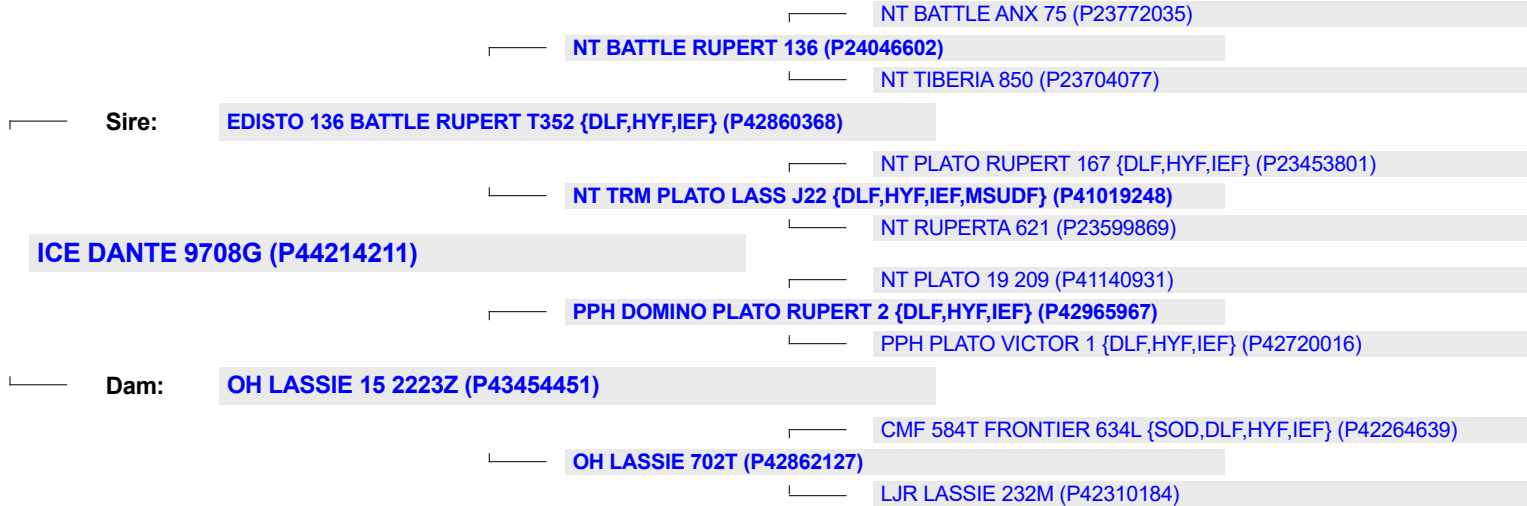 NT BATTLE ANX 75 (P23772035)
NT BATTLE RUPERT 136 (P24046602)
NT TIBERIA 850 (P23704077)
Sire: EDISTO 136 BATTLE RUPERT T352 {DLF,HYF,IEF} (P42860368)
NT PLATO RUPERT 167 {DLF,HYF,IEF} (P23453801)
NT TRM PLATO LASS J22 {DLF,HYF,IEF,MSUDF} (P41019248)
NT RUPERTA 621 (P23599869)
ICE DANTE 9708G (P44214211)
NT PLATO 19 209 (P41140931)
PPH DOMINO PLATO RUPERT 2 {DLF,HYF,IEF} (P42965967)
PPH PLATO VICTOR 1 {DLF,HYF,IEF} (P42720016)
Dam: OH LASSIE 15 2223Z (P43454451)
CMF 584T FRONTIER 634L {SOD,DLF,HYF,IEF} (P42264639)
OH LASSIE 702T (P42862127)
LJR LASSIE 232M (P42310184)